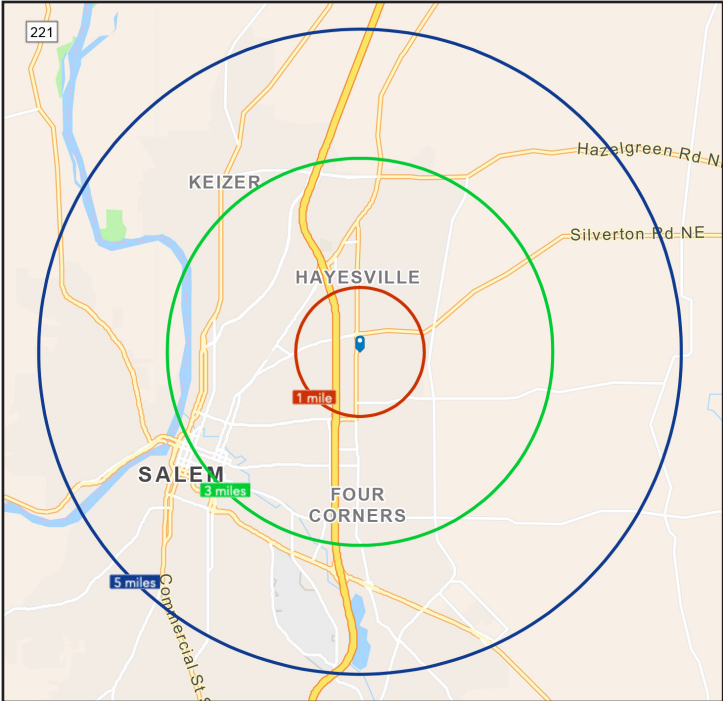 221
Hazelgreen Rd N
KEIZER
Silverton Rd NE
HAYESVILLE
1 mile
SALEM
3 miles
FOUR
CORNERS
5 miles
Commercial St S